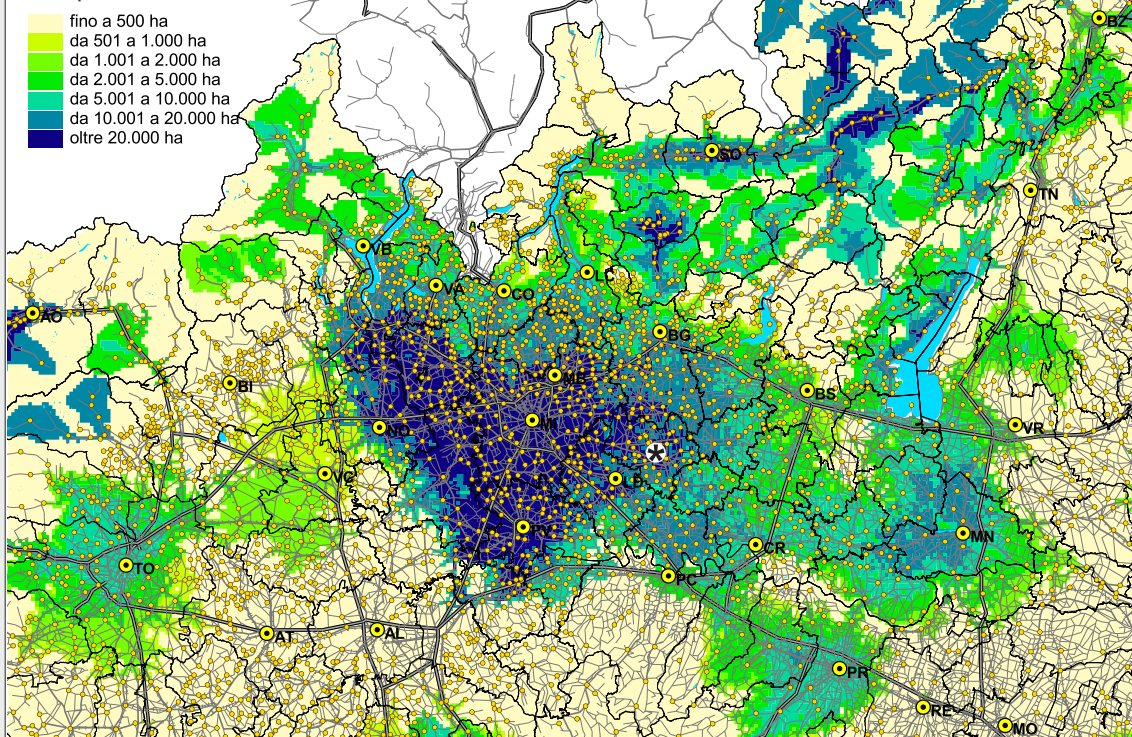 fino a 500 ha
da 501 a 1.000 ha
da 1.001 a 2.000 ha
da 2.001 a 5.000 ha
da 5.001 a 10.000 ha
da 10.001 a 20.000 ha
oltre 20.000 ha
BZ
SO
TN
VB
LC
VA
CO
AO
BG
MB
BI
BS
NO
MI
VR
VC
LO
PV
MN
CR
TO
PC
AT
AL
PR
RE
MO